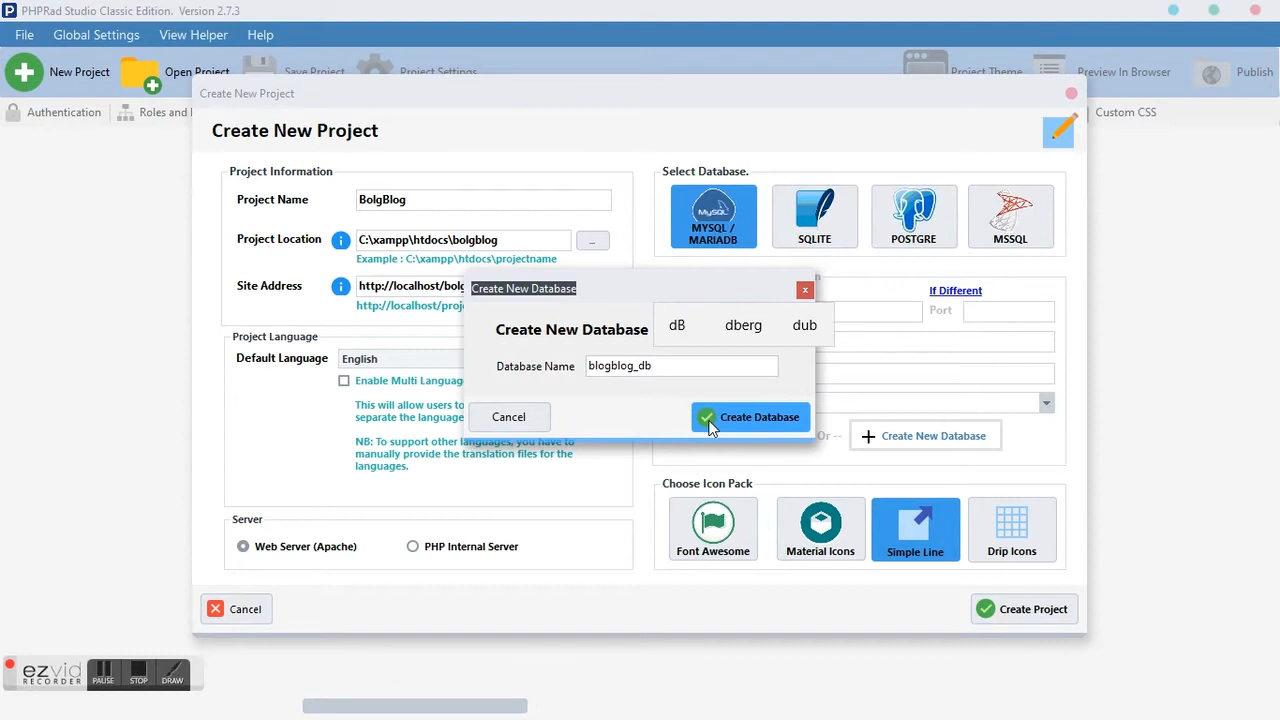 PHPRad Studio Classic Edition. Version 2.7.3
File Global Settings View Helper Help
New Project Open Project Save Project Project Settings Project Theme Preview In Browser Publish
Authentication Roles and Custom CSS
Create New Project
Create New Project
Project Information
Project Name BolgBlog
Project Location C:\xampp\htdocs\bolgblog ...
Example : C:\xampp\htdocs\projectname
Site Address http://localhost/bolg
http://localhost/proj
Project Language
Default Language English
Enable Multi Languag
This will allow users to
separate the language
NB: To support other languages, you have to
manually provide the translation files for the
languages.
Server
Web Server (Apache) PHP Internal Server
Select Database.
MySQL
MYSQL /
MARIADB
SQLITE
POSTGRE
MSSQL
If Different
Port
Or --
Create New Database
Create New Database x
Create New Database
dB dberg dub
Database Name blogblog_db
Cancel Create Database
Choose Icon Pack
Font Awesome Material Icons Simple Line Drip Icons
Cancel Create Project
ezvid
RECORDER
PAUSE STOP DRAW